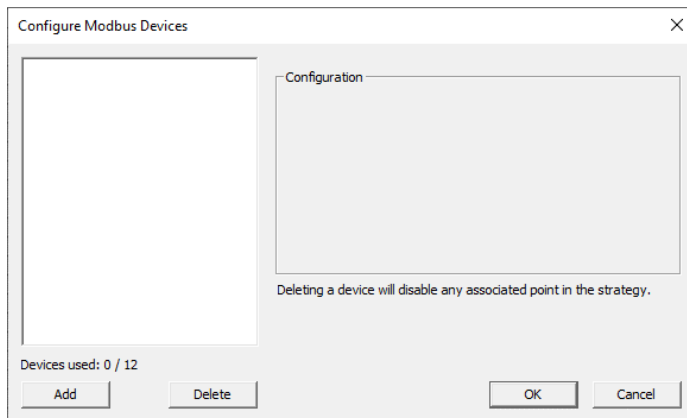 Configure Modbus Devices
Configuration
Deleting a device will disable any associated point in the strategy.
Devices used: 0 / 12
Add
Delete
OK
Cancel